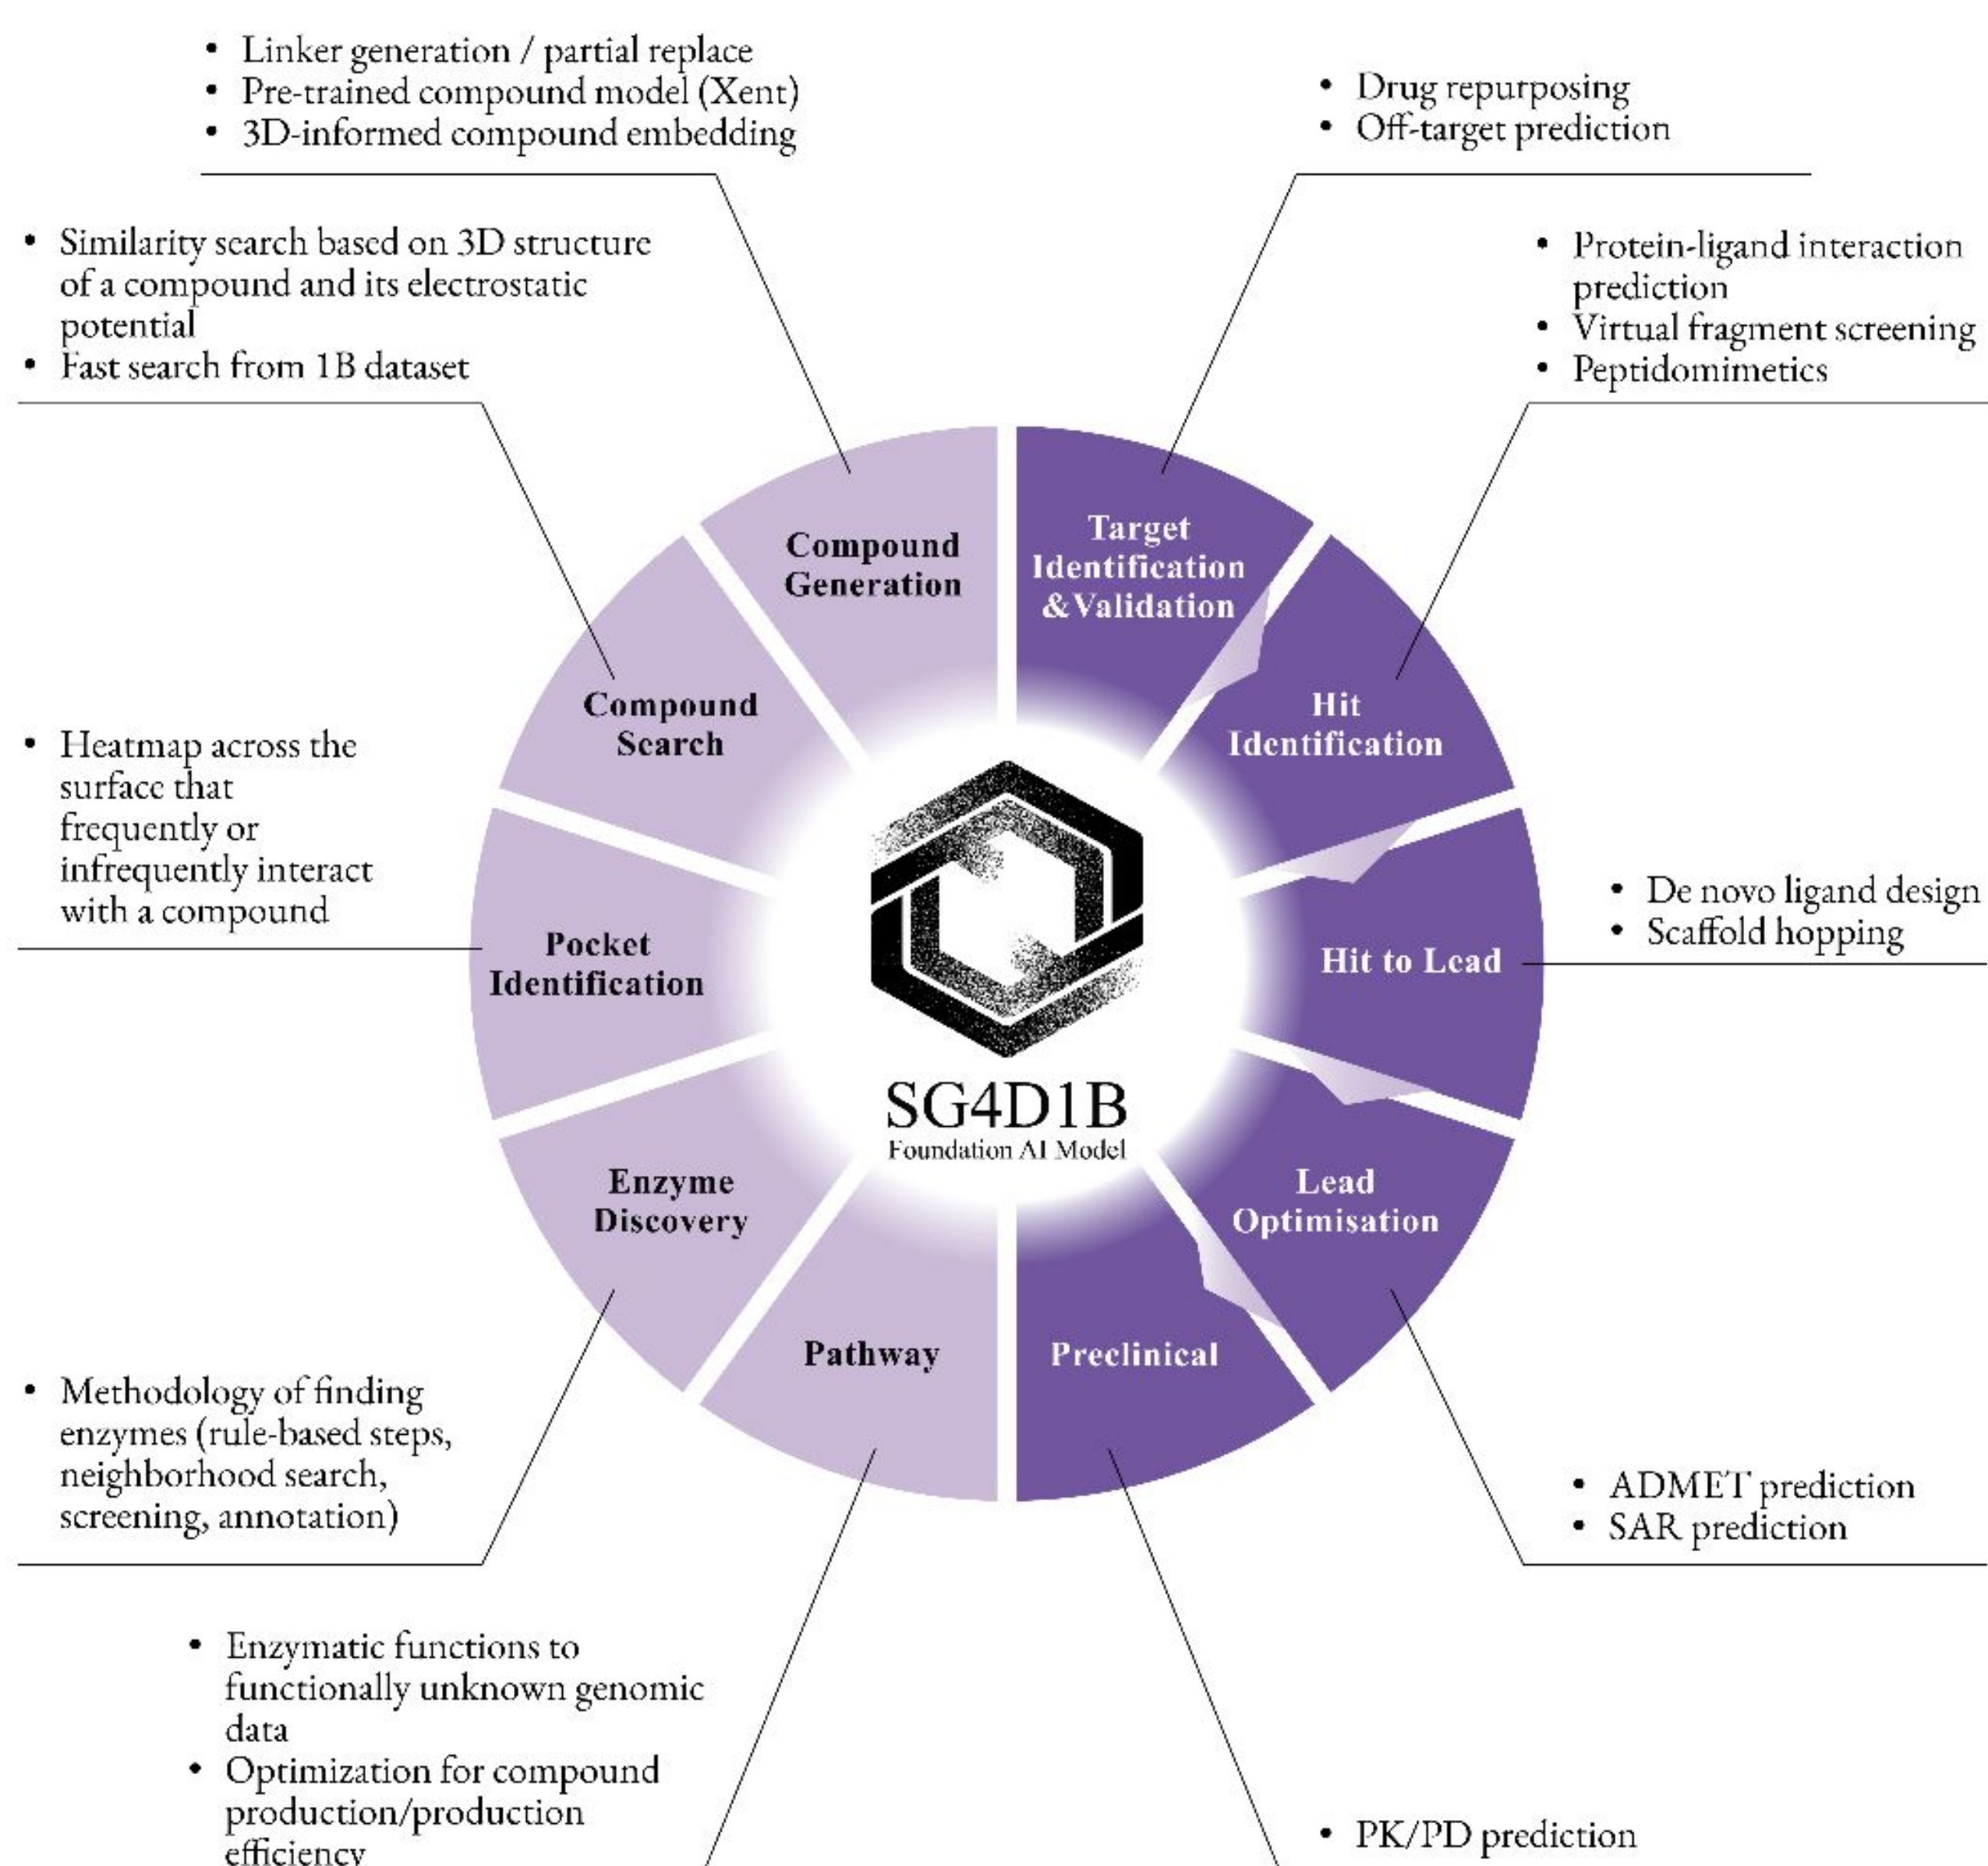 • Linker generation / partial replace
• Pre-trained compound model (Xent)
• 3D-informed compound embedding
• Drug repurposing
• Off-target prediction
• Similarity search based on 3D structure
of a compound and its electrostatic
potential
• Fast search from 1B dataset
• Protein-ligand interaction
prediction
• Virtual fragment screening
• Peptidomimetics
Compound
Generation
Target
Identification
&Validation
Compound
Search
Hit
Identification
• Heatmap across the
surface that
frequently or
infrequently interact
with a compound
Pocket
Identification
Hit to Lead
• De novo ligand design
• Scaffold hopping
SG4D1B
Foundation AI Model
Enzyme
Discovery
Lead
Optimisation
Pathway
Preclinical
• Methodology of finding
enzymes (rule-based steps,
neighborhood search,
screening, annotation)
• ADMET prediction
• SAR prediction
• Enzymatic functions to
functionally unknown genomic
data
• Optimization for compound
production/production
efficiency
• PK/PD prediction